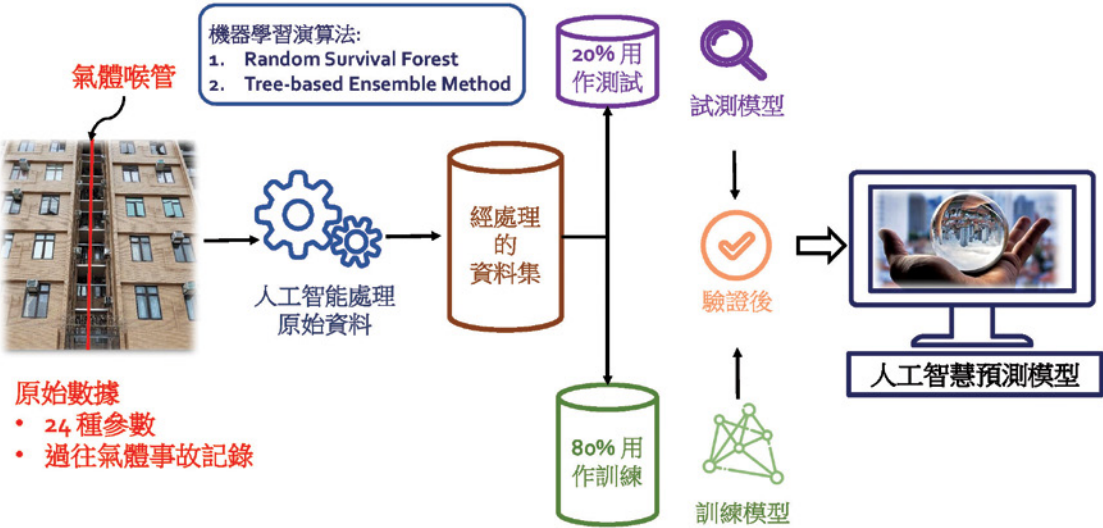 機器學習演算法:
1. Random Survival Forest
2. Tree-based Ensemble Method
氣體喉管
原始數據
• 24 種參數
• 過往氣體事故記錄
人工智能處理
原始資料
經處理
的
資料集
20% 用
作測試
80% 用
作訓練
試測模型
驗證後
訓練模型
人工智慧預測模型